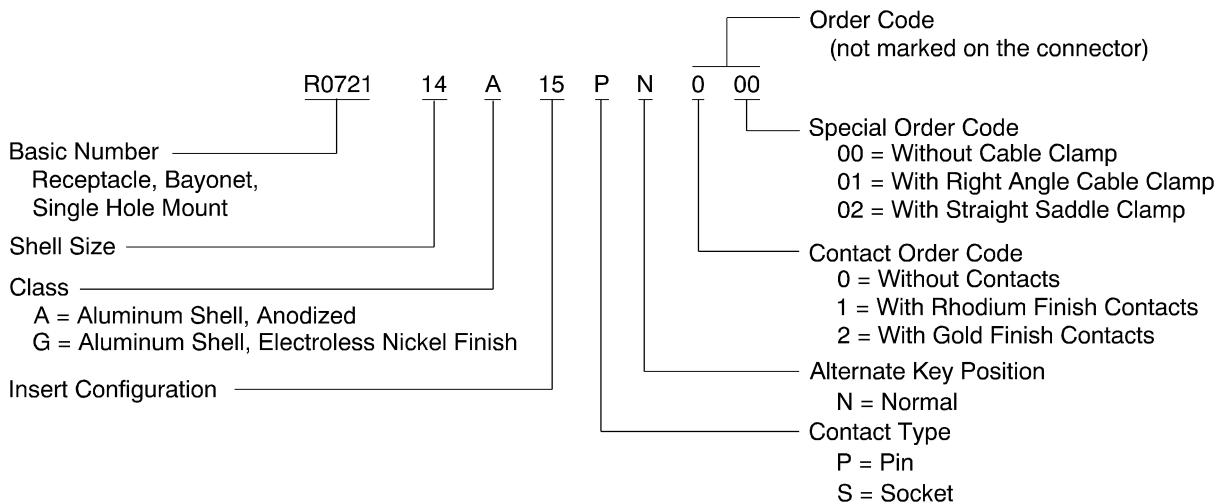 Order Code
(not marked on the connector)
R0721 14 A 15 P N 0 00
Basic Number
Receptacle, Bayonet,
Single Hole Mount
Shell Size
Class
A = Aluminum Shell, Anodized
G = Aluminum Shell, Electroless Nickel Finish
Insert Configuration
Special Order Code
00 = Without Cable Clamp
01 = With Right Angle Cable Clamp
02 = With Straight Saddle Clamp
Contact Order Code
0 = Without Contacts
1 = With Rhodium Finish Contacts
2 = With Gold Finish Contacts
Alternate Key Position
N = Normal
Contact Type
P = Pin
S = Socket